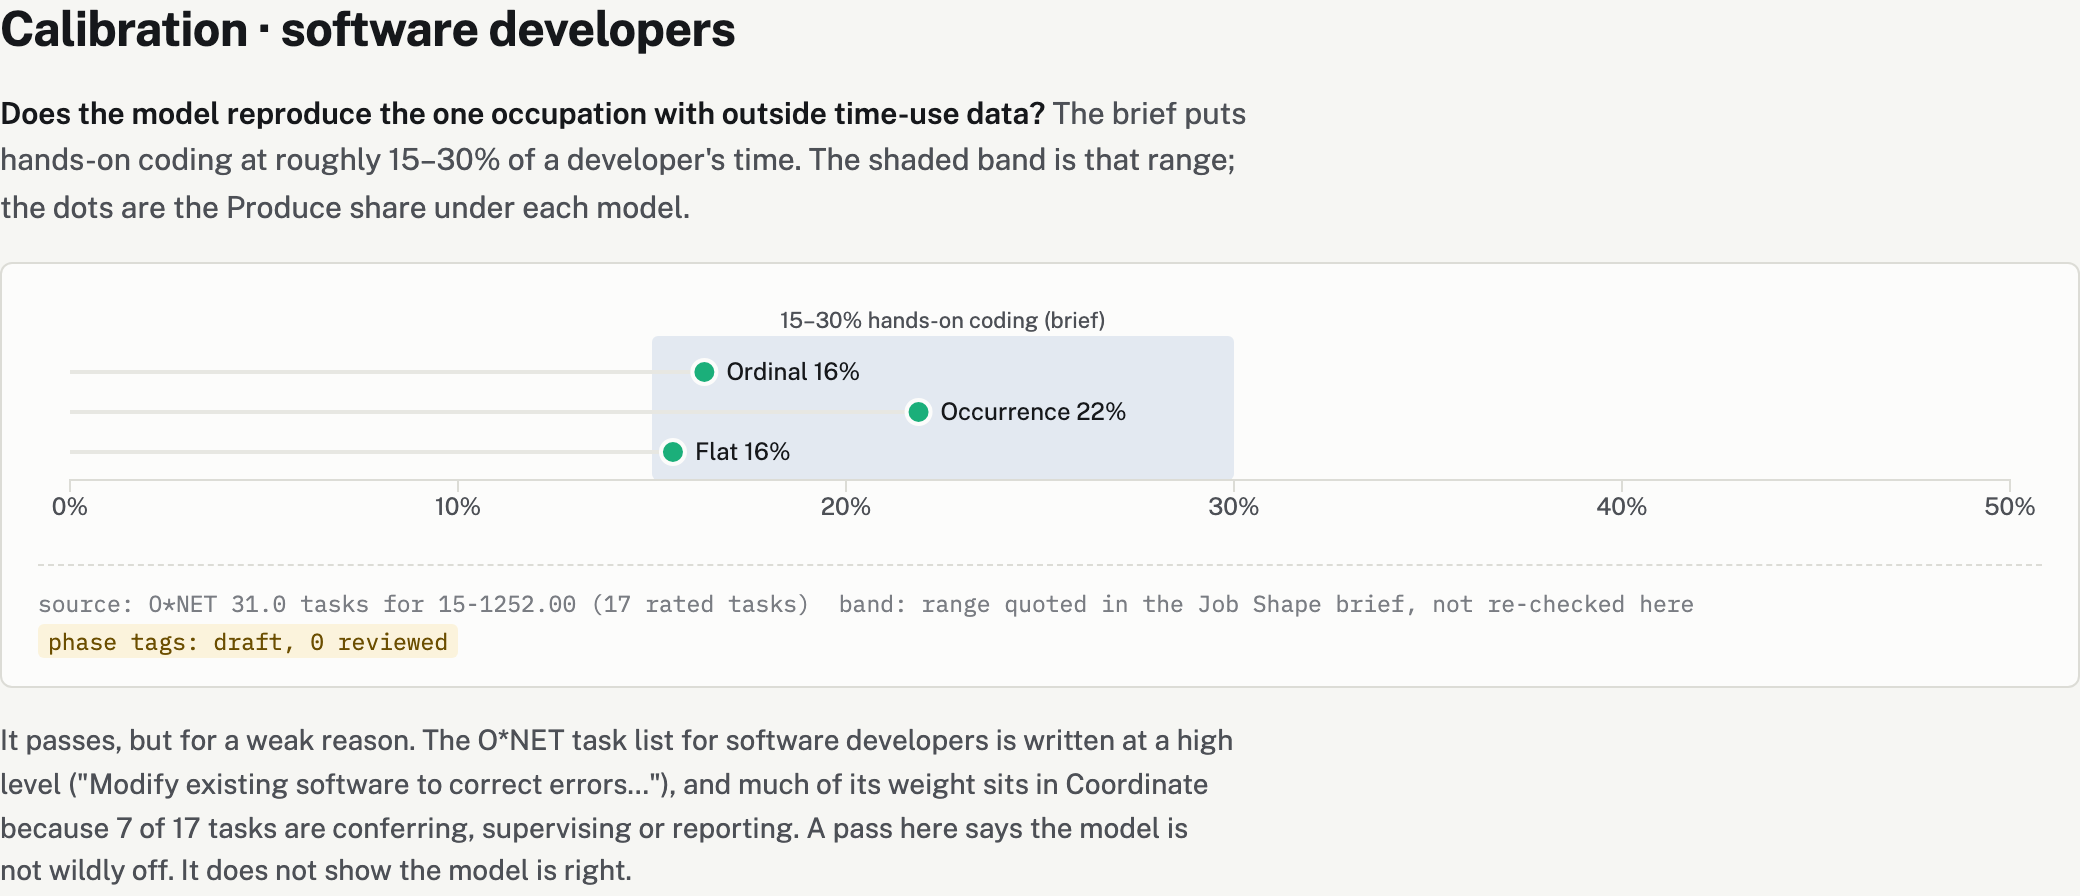 Calibration · software developers
Does the model reproduce the one occupation with outside time-use data? The brief puts
hands-on coding at roughly 15–30% of a developer's time. The shaded band is that range;
the dots are the Produce share under each model.
15–30% hands-on coding (brief)
Ordinal 16%
Occurrence 22%
Flat 16%
0% 10% 20% 30% 40% 50%
source: O*NET 31.0 tasks for 15-1252.00 (17 rated tasks) band: range quoted in the Job Shape brief, not re-checked here
phase tags: draft, 0 reviewed
It passes, but for a weak reason. The O*NET task list for software developers is written at a high
level ("Modify existing software to correct errors..."), and much of its weight sits in Coordinate
because 7 of 17 tasks are conferring, supervising or reporting. A pass here says the model is
not wildly off. It does not show the model is right.